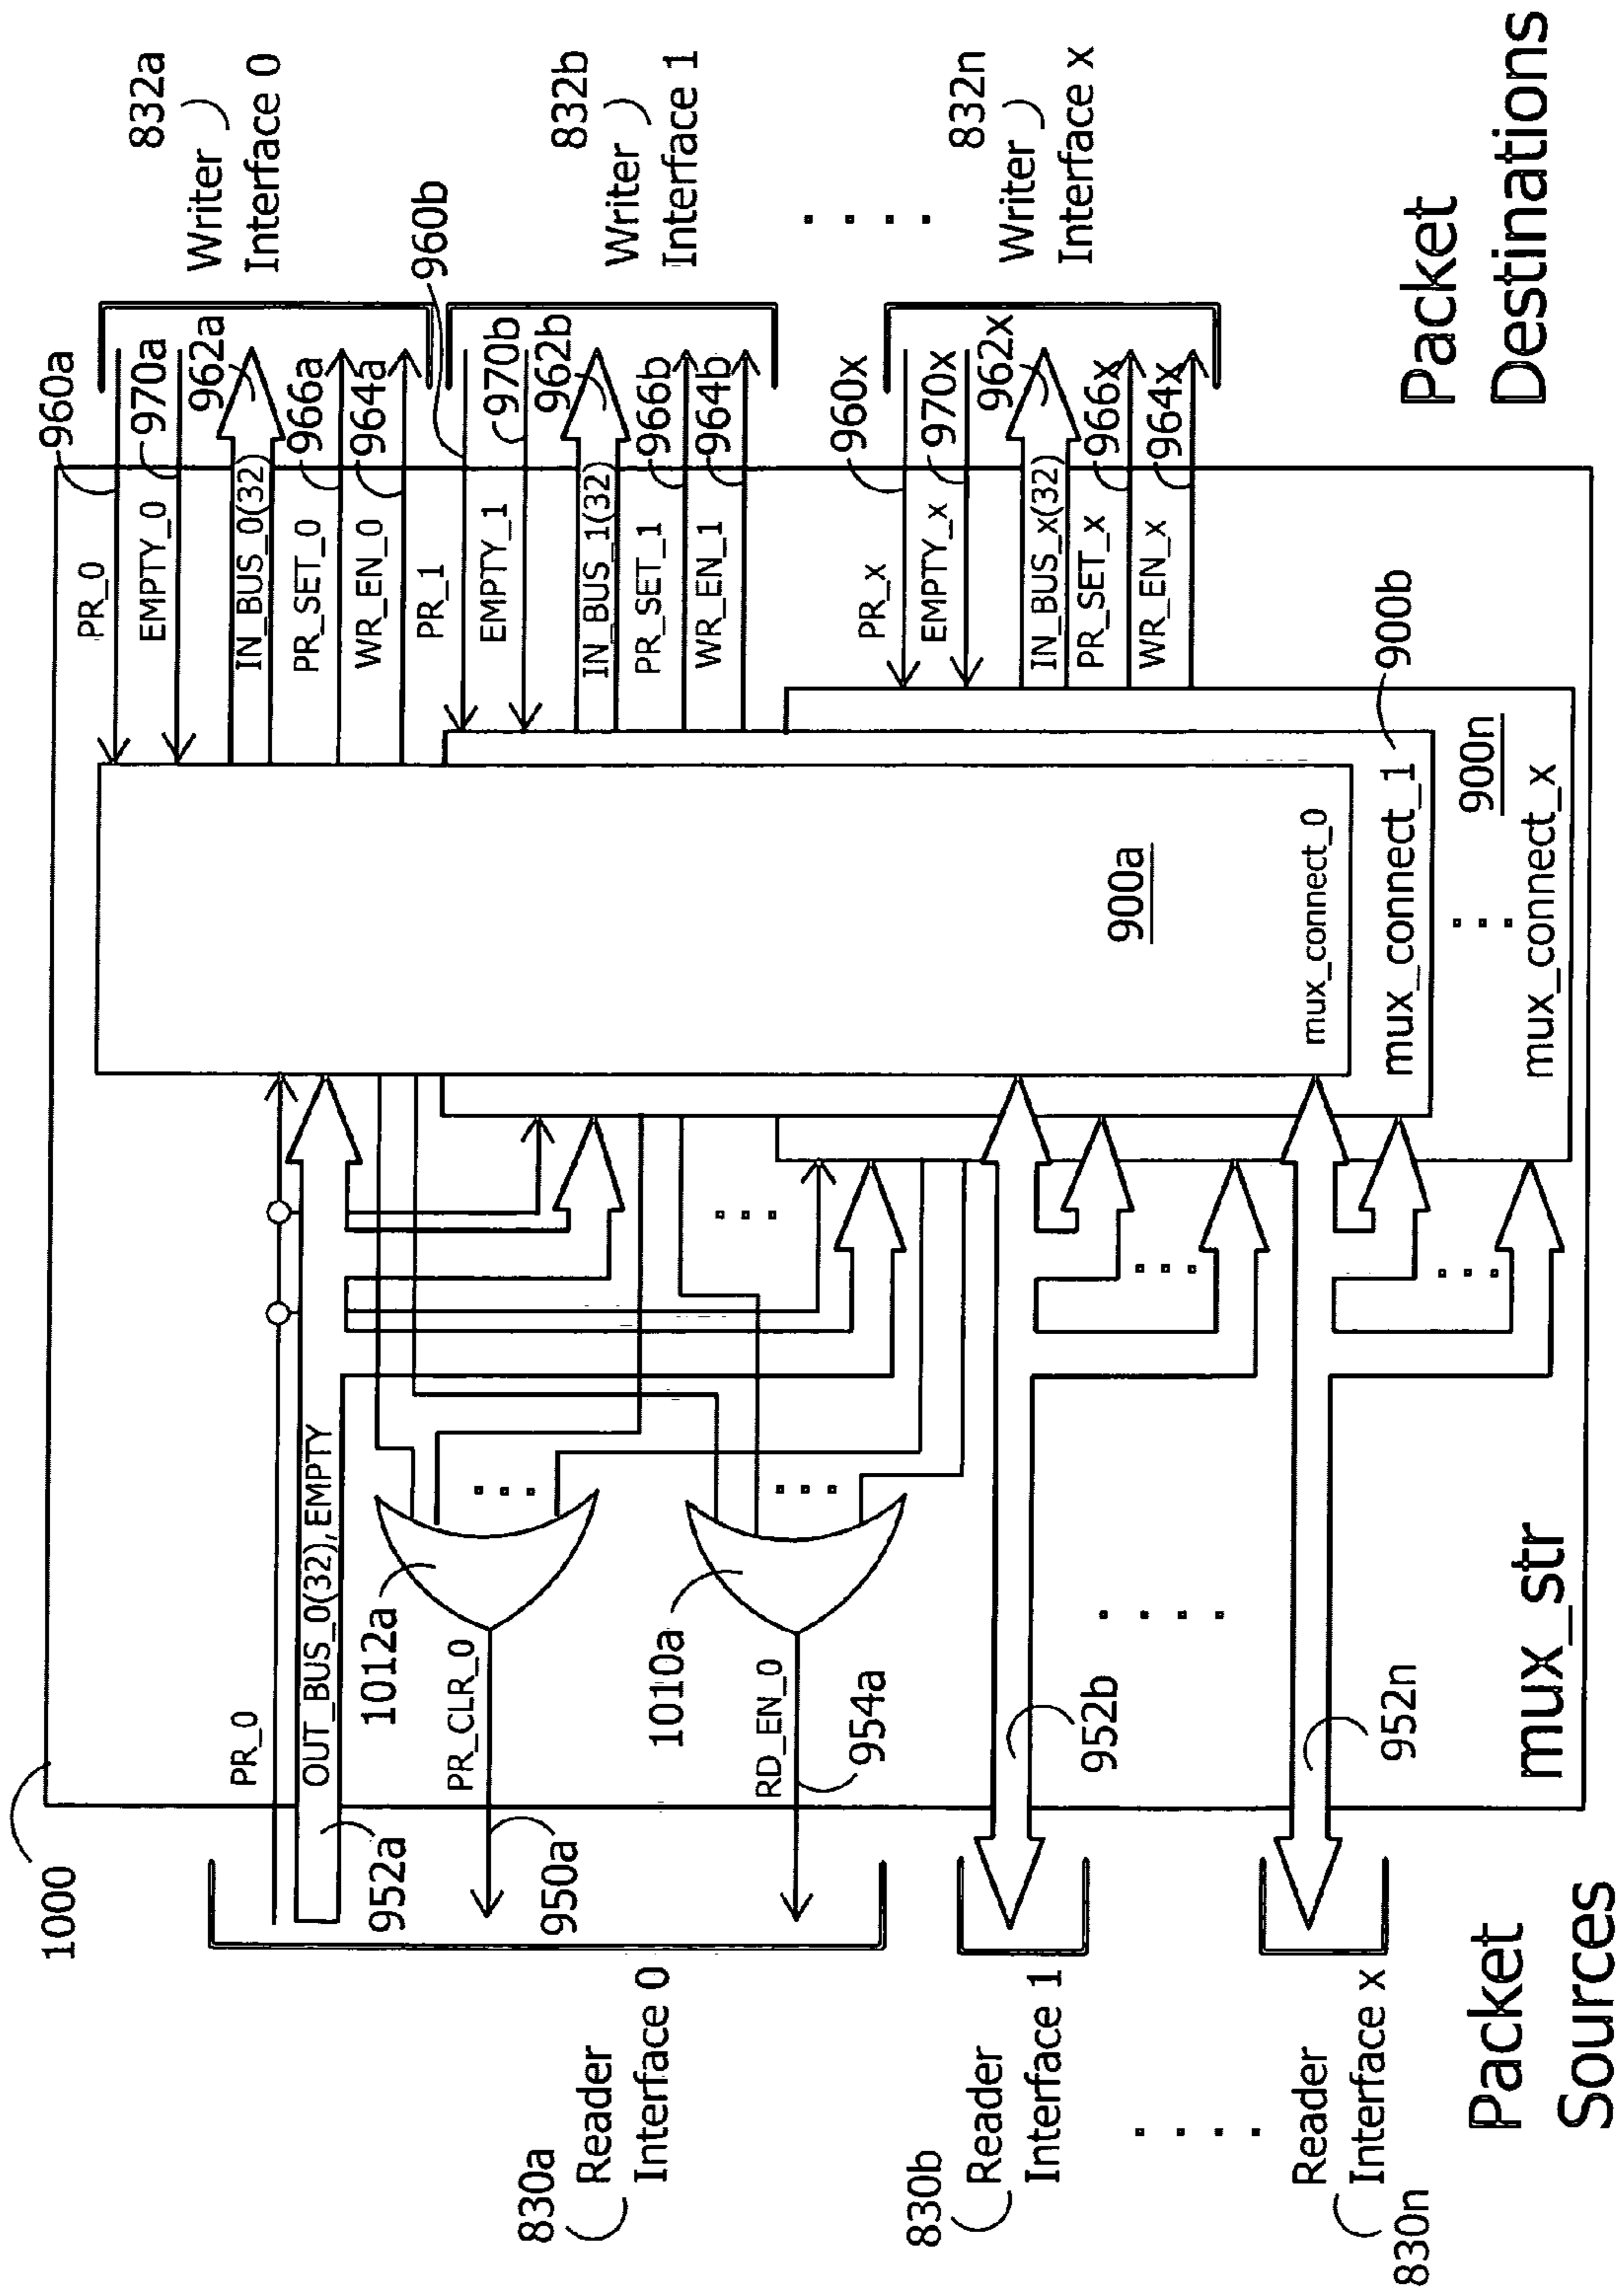 1000
PR_0
OUT_BUS_0(32),EMPTY
952a
1012a
PR_CLR_0
950a
1010a
RD_EN_0
954a
952b
952n
mux_str
830a
Reader
Interface 0
830b
Reader
Interface 1
Reader
Interface x
830n
Packet
Sources
900a
mux_connect_0
mux_connect_1
900b
900n
mux_connect_x
PR_0
960a
EMPTY_0
970a
IN_BUS_0(32)
962a
PR_SET_0
966a
WR_EN_0
964a
PR_1
960b
EMPTY_1
970b
IN_BUS_1(32)
962b
PR_SET_1
966b
WR_EN_1
964b
PR_x
960x
EMPTY_x
970x
IN_BUS_x(32)
962x
PR_SET_x
966x
WR_EN_x
964x
832a
Writer
Interface 0
832b
Writer
Interface 1
832n
Writer
Interface x
Packet
Destinations